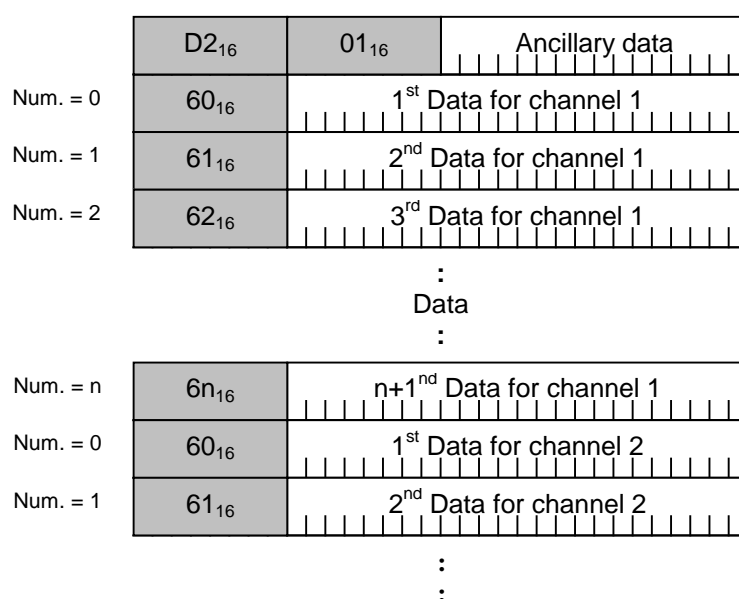 D2₁₆ 01₁₆ Ancillary data
Num. = 0 60₁₆ 1ˢᵗ Data for channel 1
Num. = 1 61₁₆ 2ⁿᵈ Data for channel 1
Num. = 2 62₁₆ 3ʳᵈ Data for channel 1
:
Data
:
Num. = n 6n₁₆ n+1ⁿᵈ Data for channel 1
Num. = 0 60₁₆ 1ˢᵗ Data for channel 2
Num. = 1 61₁₆ 2ⁿᵈ Data for channel 2
:
: